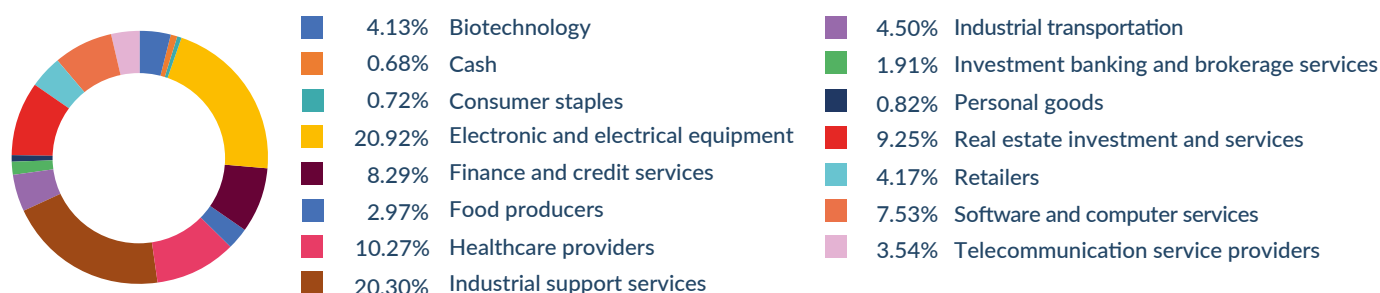 4.13% Biotechnology
0.68% Cash
0.72% Consumer staples
20.92% Electronic and electrical equipment
8.29% Finance and credit services
2.97% Food producers
10.27% Healthcare providers
20.30% Industrial support services
4.50% Industrial transportation
1.91% Investment banking and brokerage services
0.82% Personal goods
9.25% Real estate investment and services
4.17% Retailers
7.53% Software and computer services
3.54% Telecommunication service providers